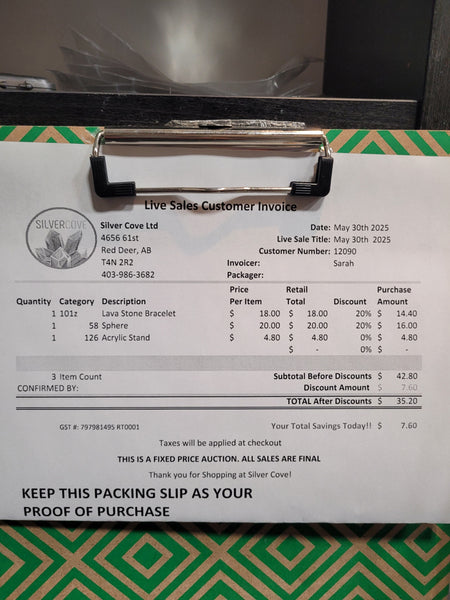 Live Sales Customer Invoice
SILVERCOVE
Silver Cove Ltd
4656 61st
Red Deer, AB
T4N 2R2
403-986-3682
Date: May 30th 2025
Live Sale Title: May 30th 2025
Customer Number: 12090
Invoicer: Sarah
Packager:
Quantity Category Description Price Per Item Retail Total Discount Purchase Amount
1 101z Lava Stone Bracelet $ 18.00 $ 18.00 20% $ 14.40
1 58 Sphere $ 20.00 $ 20.00 20% $ 16.00
1 126 Acrylic Stand $ 4.80 $ 4.80 0% $ 4.80
$ - 0% $ -
3 Item Count Subtotal Before Discounts $ 42.80
CONFIRMED BY: Discount Amount $ 7.60
TOTAL After Discounts $ 35.20
GST #: 797981495 RT0001 Your Total Savings Today!! $ 7.60
Taxes will be applied at checkout
THIS IS A FIXED PRICE AUCTION. ALL SALES ARE FINAL
Thank you for Shopping at Silver Cove!
KEEP THIS PACKING SLIP AS YOUR
PROOF OF PURCHASE